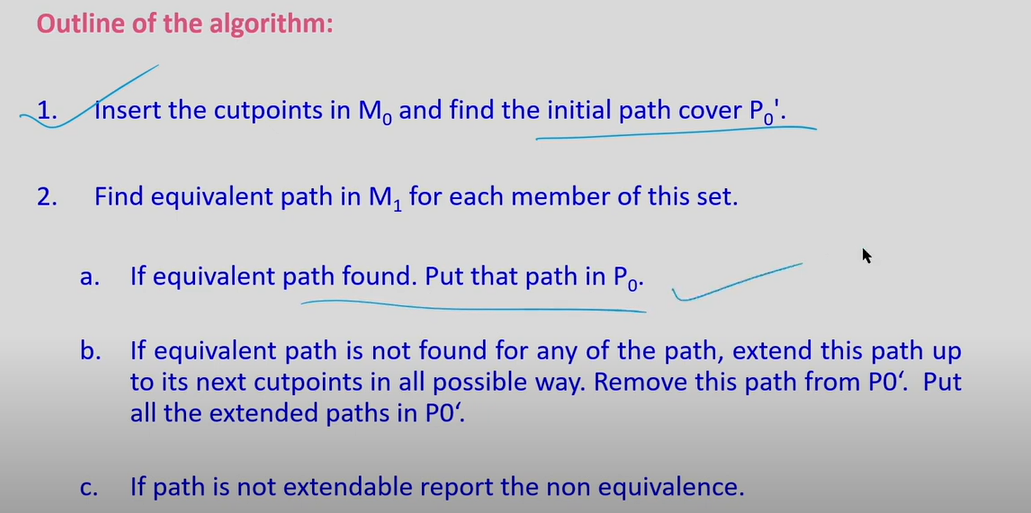 Outline of the algorithm:
1. Insert the cutpoints in M₀ and find the initial path cover P₀'.
2. Find equivalent path in M₁ for each member of this set.
a. If equivalent path found. Put that path in P₀.
b. If equivalent path is not found for any of the path, extend this path up
to its next cutpoints in all possible way. Remove this path from P0‘. Put
all the extended paths in P0‘.
c. If path is not extendable report the non equivalence.